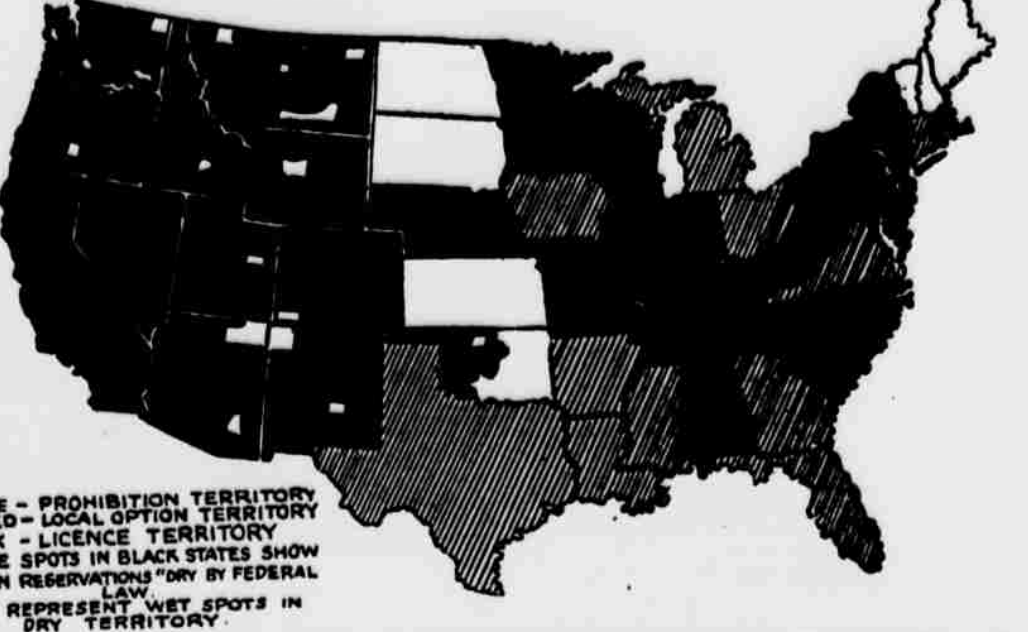 E - PROHIBITION TERRITORY
ED - LOCAL OPTION TERRITORY
K - LICENCE TERRITORY
E SPOTS IN BLACK STATES SHOW
N RESERVATIONS "DRY BY FEDERAL
LAW.
REPRESENT WET SPOTS IN
DRY TERRITORY.